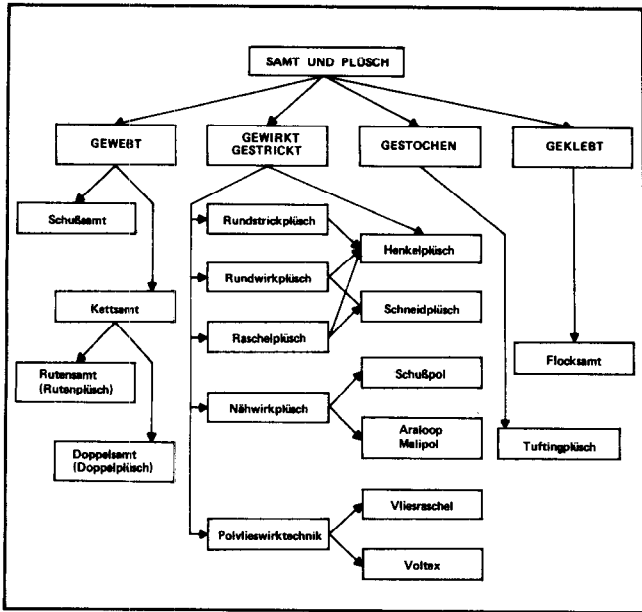 SAMT UND PLÜSCH
GEWEBT
GEWIRKT
GESTRICKT
GESTOCHEN
GEKLEBT
Schußsamt
Rundstrickplüsch
Henkelplüsch
Rundwirkplüsch
Kettsamt
Schneidplüsch
Raschelplüsch
Flocksamt
Rutensamt
(Rutenplüsch)
Schußpol
Nähwirkplüsch
Araloop
Malipol
Tuftingplüsch
Doppelsamt
(Doppelplüsch)
Vliesraschel
Polvlieswirktechnik
Voltex